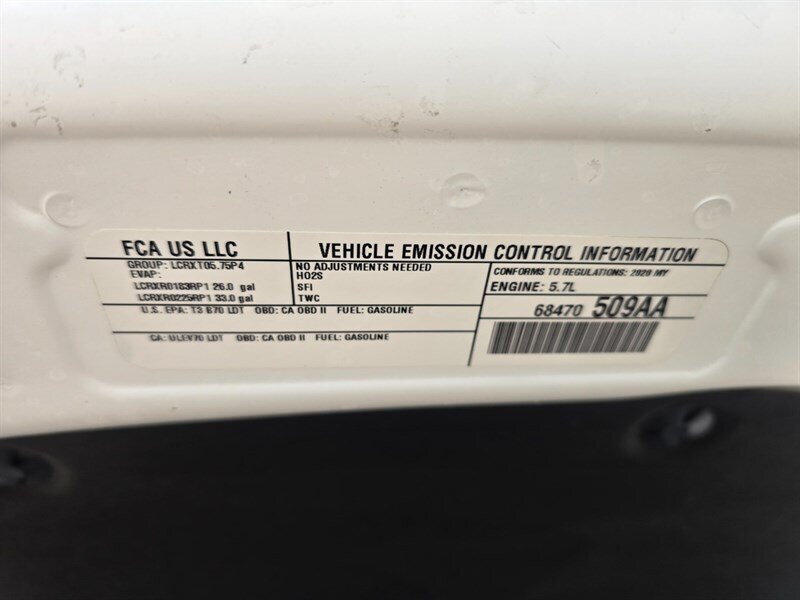 FCA US LLC
GROUP: LCRXT05.75P4
EVAP:
LCRXR0183RP1 26.0 gal
LCRXR0225RP1 33.0 gal
VEHICLE EMISSION CONTROL INFORMATION
NO ADJUSTMENTS NEEDED
HO2S
SFI
TWC
CONFORMS TO REGULATIONS: 2020 MY
ENGINE: 5.7L
U.S. EPA: T3 B70 LDT OBD: CA OBD II FUEL: GASOLINE
68470 509AA
CA: ULEV70 LDT OBD: CA OBD II FUEL: GASOLINE